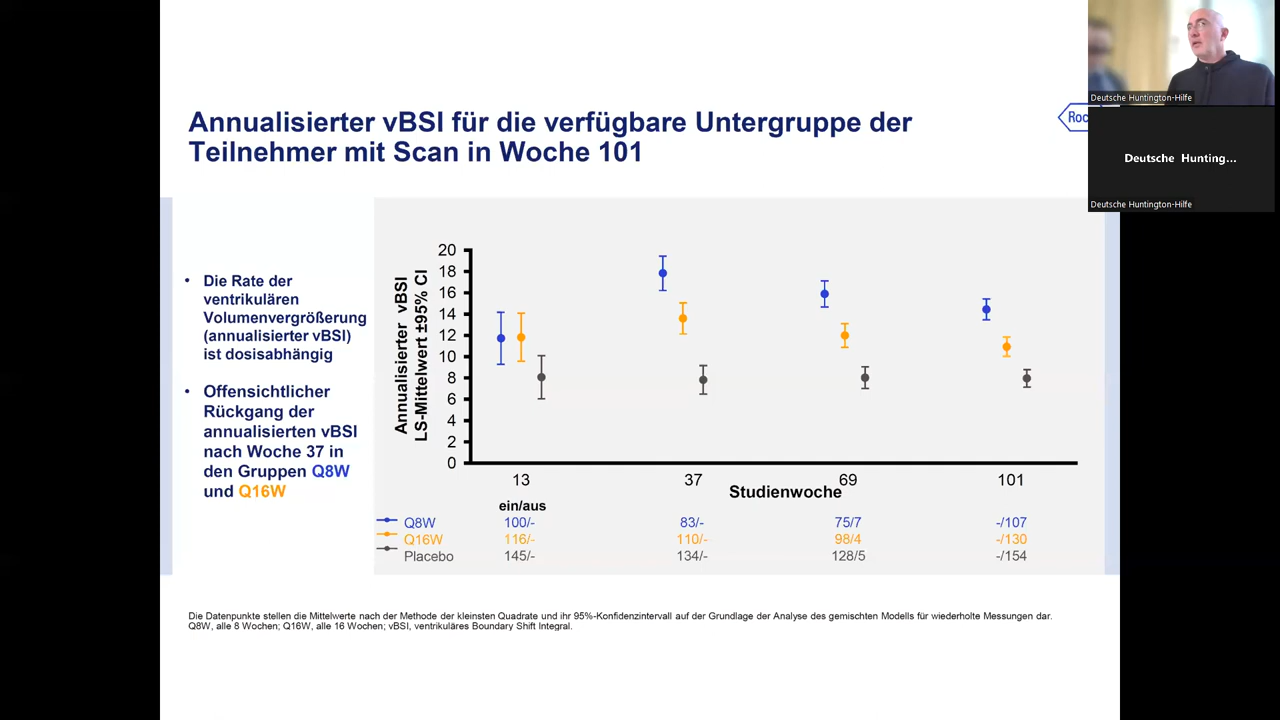 Deutsche Huntington-Hilfe
Annualisierter vBSI für die verfügbare Untergruppe der
Teilnehmer mit Scan in Woche 101
Roc
Deutsche Hunting...
Deutsche Huntington-Hilfe
• Die Rate der
ventrikulären
Volumenvergrößerung
(annualisierter vBSI)
ist dosisabhängig
• Offensichtlicher
Rückgang der
annualisierten vBSI
nach Woche 37 in
den Gruppen Q8W
und Q16W
Annualisierter vBSI
LS-Mittelwert ±95% CI
20
18
16
14
12
10
8
6
4
2
0
13 37 69 101
Studienwoche
ein/aus
Q8W 100/- 83/- 75/7 -/107
Q16W 116/- 110/- 98/4 -/130
Placebo 145/- 134/- 128/5 -/154
Die Datenpunkte stellen die Mittelwerte nach der Methode der kleinsten Quadrate und ihr 95%-Konfidenzintervall auf der Grundlage der Analyse des gemischten Modells für wiederholte Messungen dar.
Q8W, alle 8 Wochen; Q16W, alle 16 Wochen; vBSI, ventrikuläres Boundary Shift Integral.